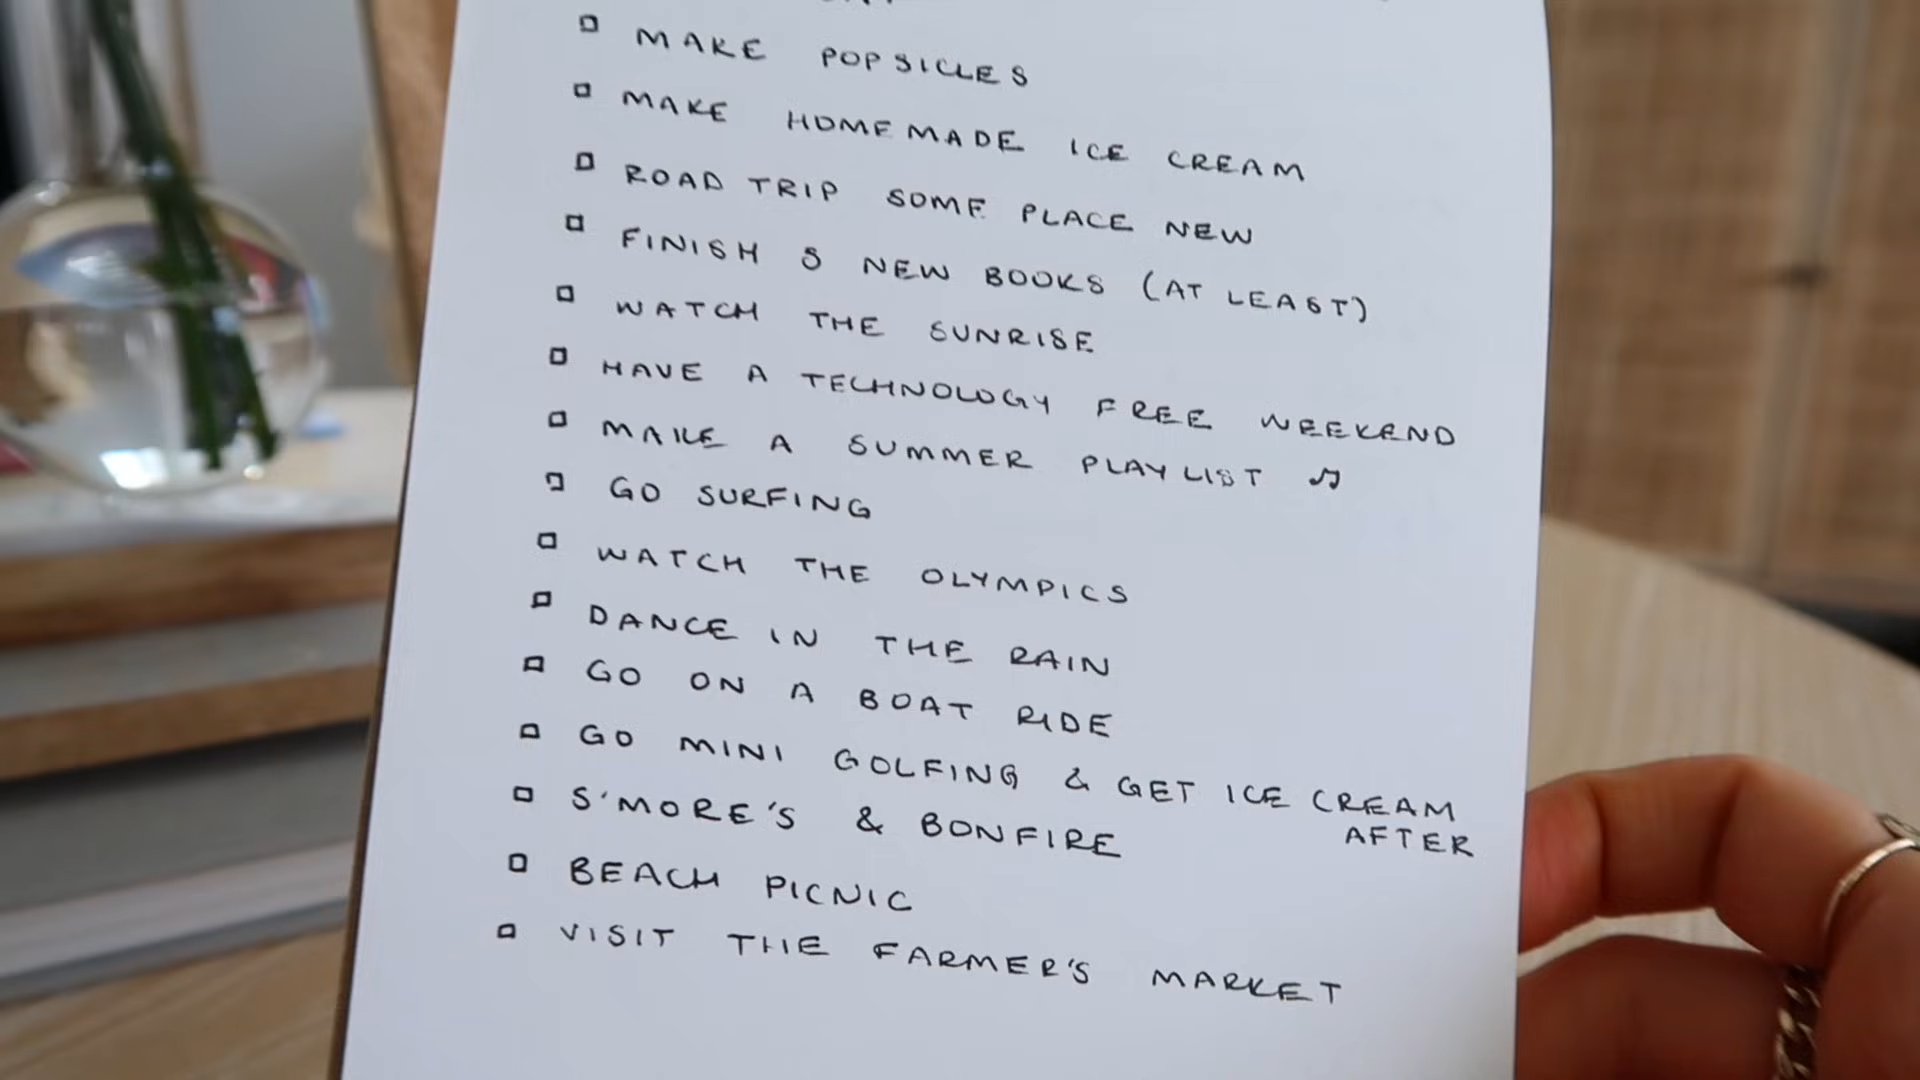 MAKE POPSICLES
MAKE HOMEMADE ICE CREAM
ROAD TRIP SOME PLACE NEW
FINISH 5 NEW BOOKS (AT LEAST)
WATCH THE SUNRISE
HAVE A TECHNOLOGY FREE WEEKEND
MAKE A SUMMER PLAYLIST ♫
GO SURFING
WATCH THE OLYMPICS
DANCE IN THE RAIN
GO ON A BOAT RIDE
GO MINI GOLFING & GET ICE CREAM
AFTER
S'MORE'S & BONFIRE
BEACH PICNIC
VISIT THE FARMER'S MARKET